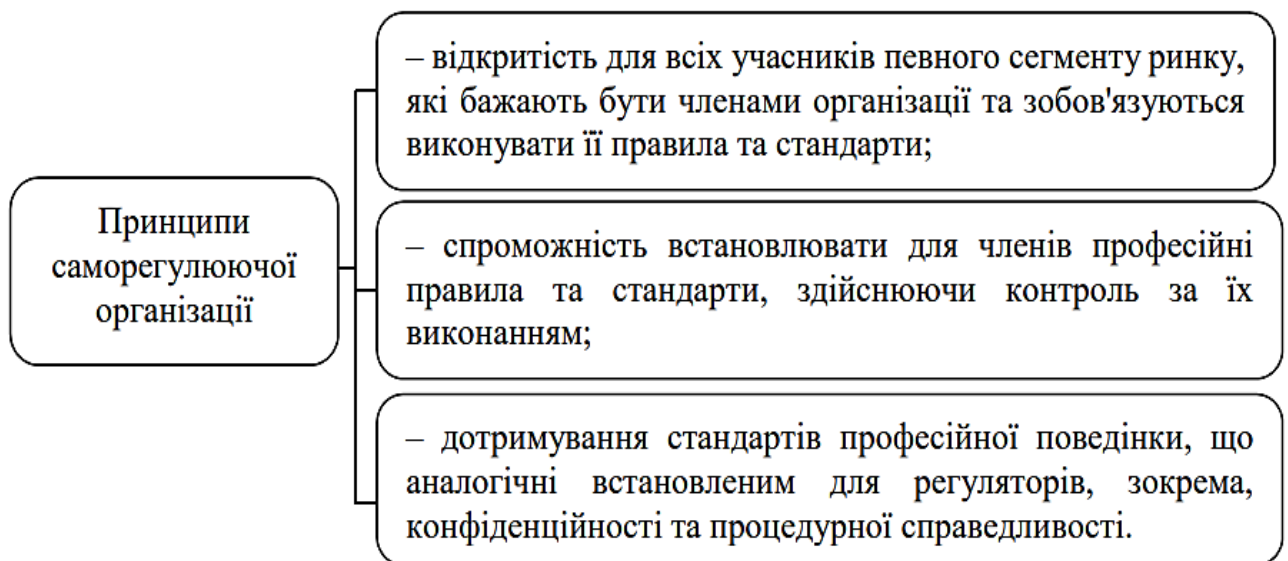 Принципи
саморегулюючої
організації
– відкритість для всіх учасників певного сегменту ринку,
які бажають бути членами організації та зобов'язуються
виконувати її правила та стандарти;
– спроможність встановлювати для членів професійні
правила та стандарти, здійснюючи контроль за їх
виконанням;
– дотримування стандартів професійної поведінки, що
аналогічні встановленим для регуляторів, зокрема,
конфіденційності та процедурної справедливості.